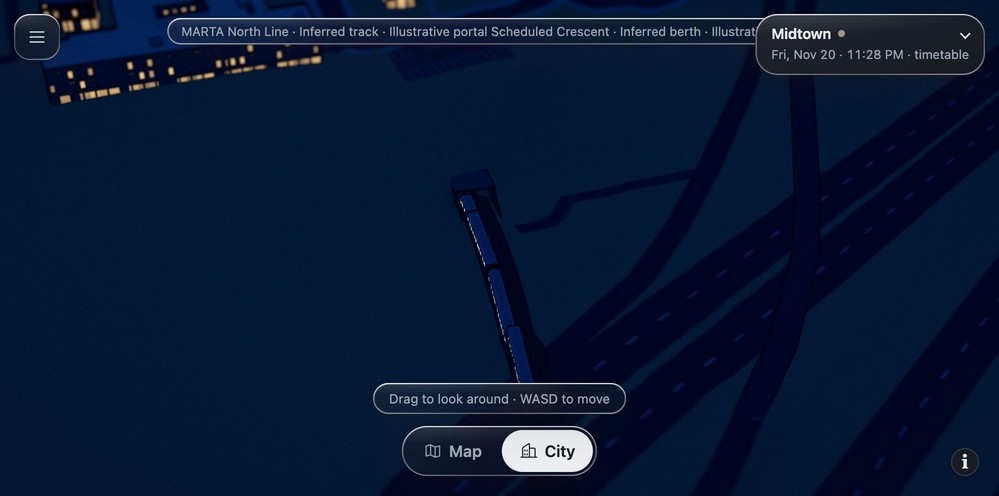 MARTA North Line · Inferred track · Illustrative portal Scheduled Crescent · Inferred berth · Illustrat
Midtown
Fri, Nov 20 · 11:28 PM · timetable
Drag to look around · WASD to move
Map
City